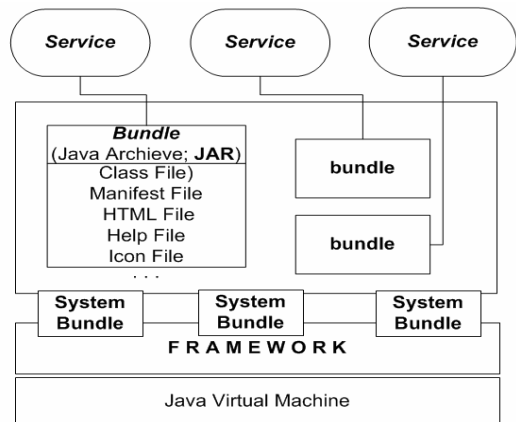 Service
Service
Service
Bundle
(Java Archieve; JAR)
Class File)
Manifest File
HTML File
Help File
Icon File
. . .
bundle
bundle
System
Bundle
System
Bundle
System
Bundle
F R A M E W O R K
Java Virtual Machine